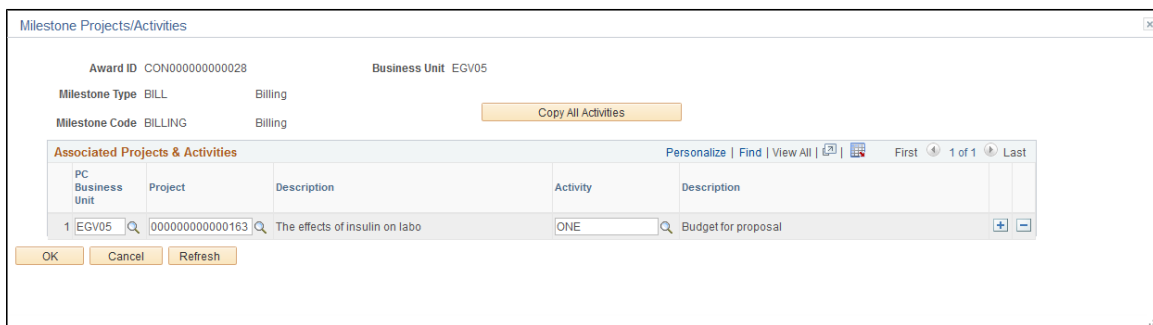 Milestone Projects/Activities
Award ID CON000000000028 Business Unit EGV05
Milestone Type BILL Billing
Copy All Activities
Milestone Code BILLING Billing
Associated Projects & Activities Personalize | Find | View All | | First 1 of 1 Last
PC Business Unit Project Description Activity Description
1 EGV05 000000000000163 The effects of insulin on labo ONE Budget for proposal
OK Cancel Refresh